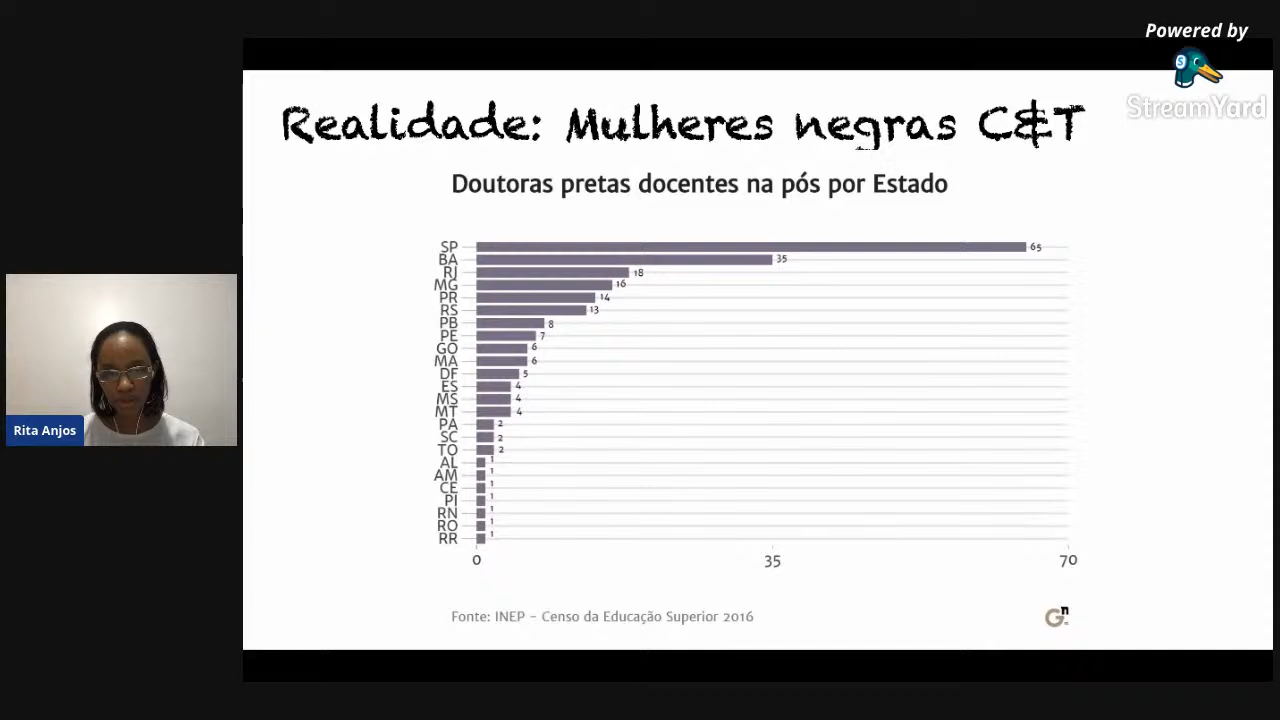 Powered by
StreamYard
Realidade: Mulheres negras C&T
Doutoras pretas docentes na pós por Estado
SP 65
BA 35
RJ 18
MG 16
PR 14
RS 13
PB 8
PE 7
GO 6
MA 6
DF 5
ES 4
MS 4
MT 4
PA 2
SC 2
TO 2
AL 1
AM 1
CE 1
PI 1
RN 1
RO 1
RR 1
0 35 70
Fonte: INEP - Censo da Educação Superior 2016
Gn
Rita Anjos